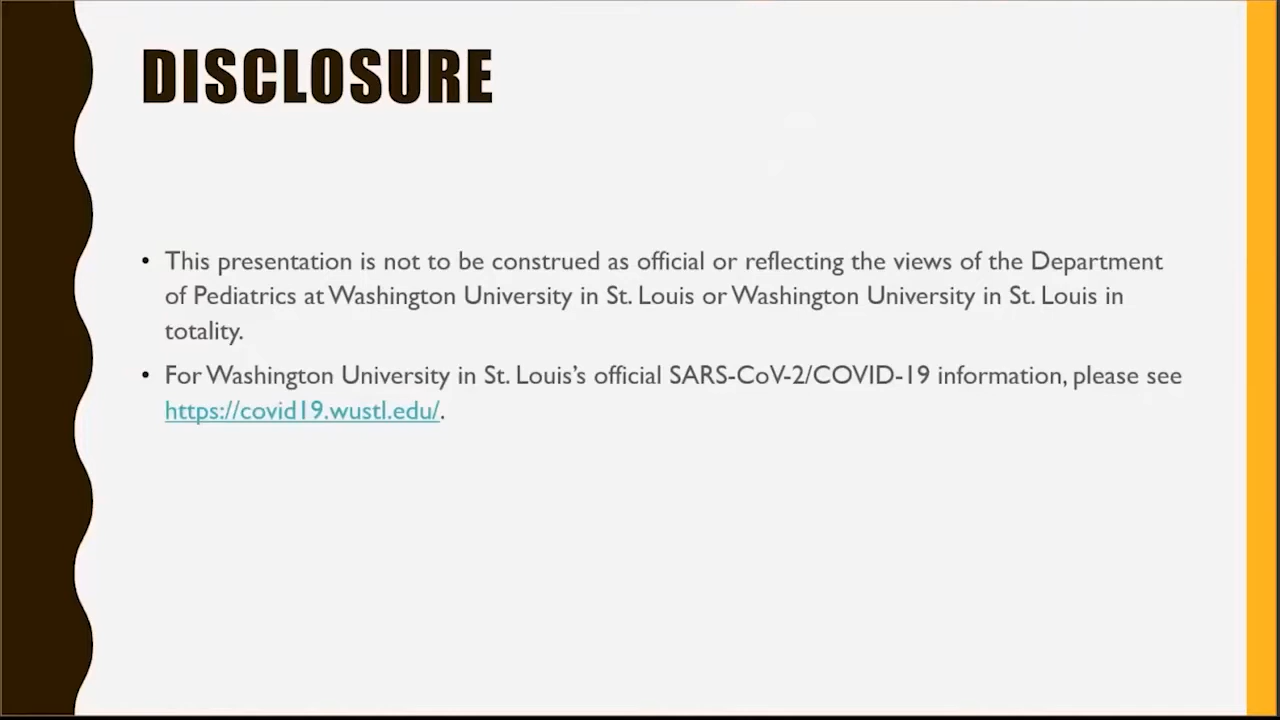 DISCLOSURE
• This presentation is not to be construed as official or reflecting the views of the Department
of Pediatrics at Washington University in St. Louis or Washington University in St. Louis in
totality.
• For Washington University in St. Louis’s official SARS-CoV-2/COVID-19 information, please see
https://covid19.wustl.edu/.